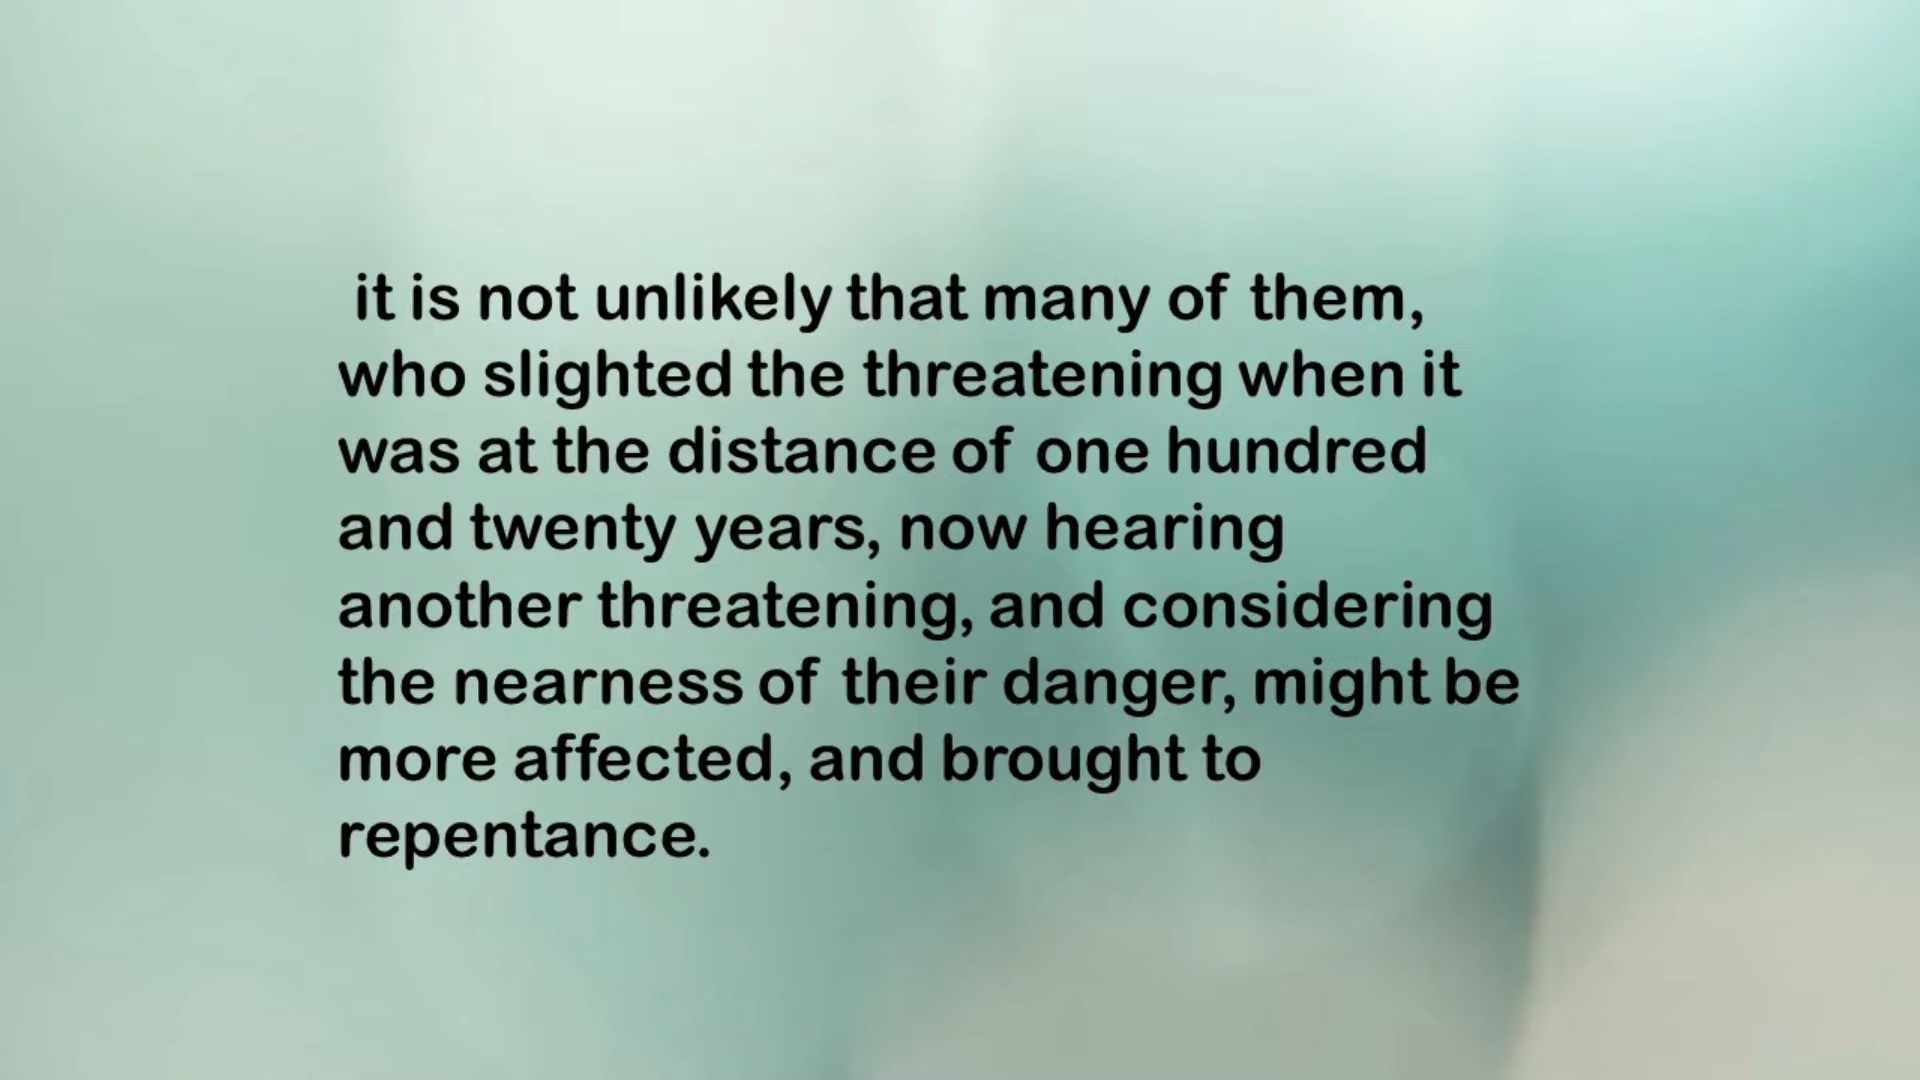 it is not unlikely that many of them,
who slighted the threatening when it
was at the distance of one hundred
and twenty years, now hearing
another threatening, and considering
the nearness of their danger, might be
more affected, and brought to
repentance.